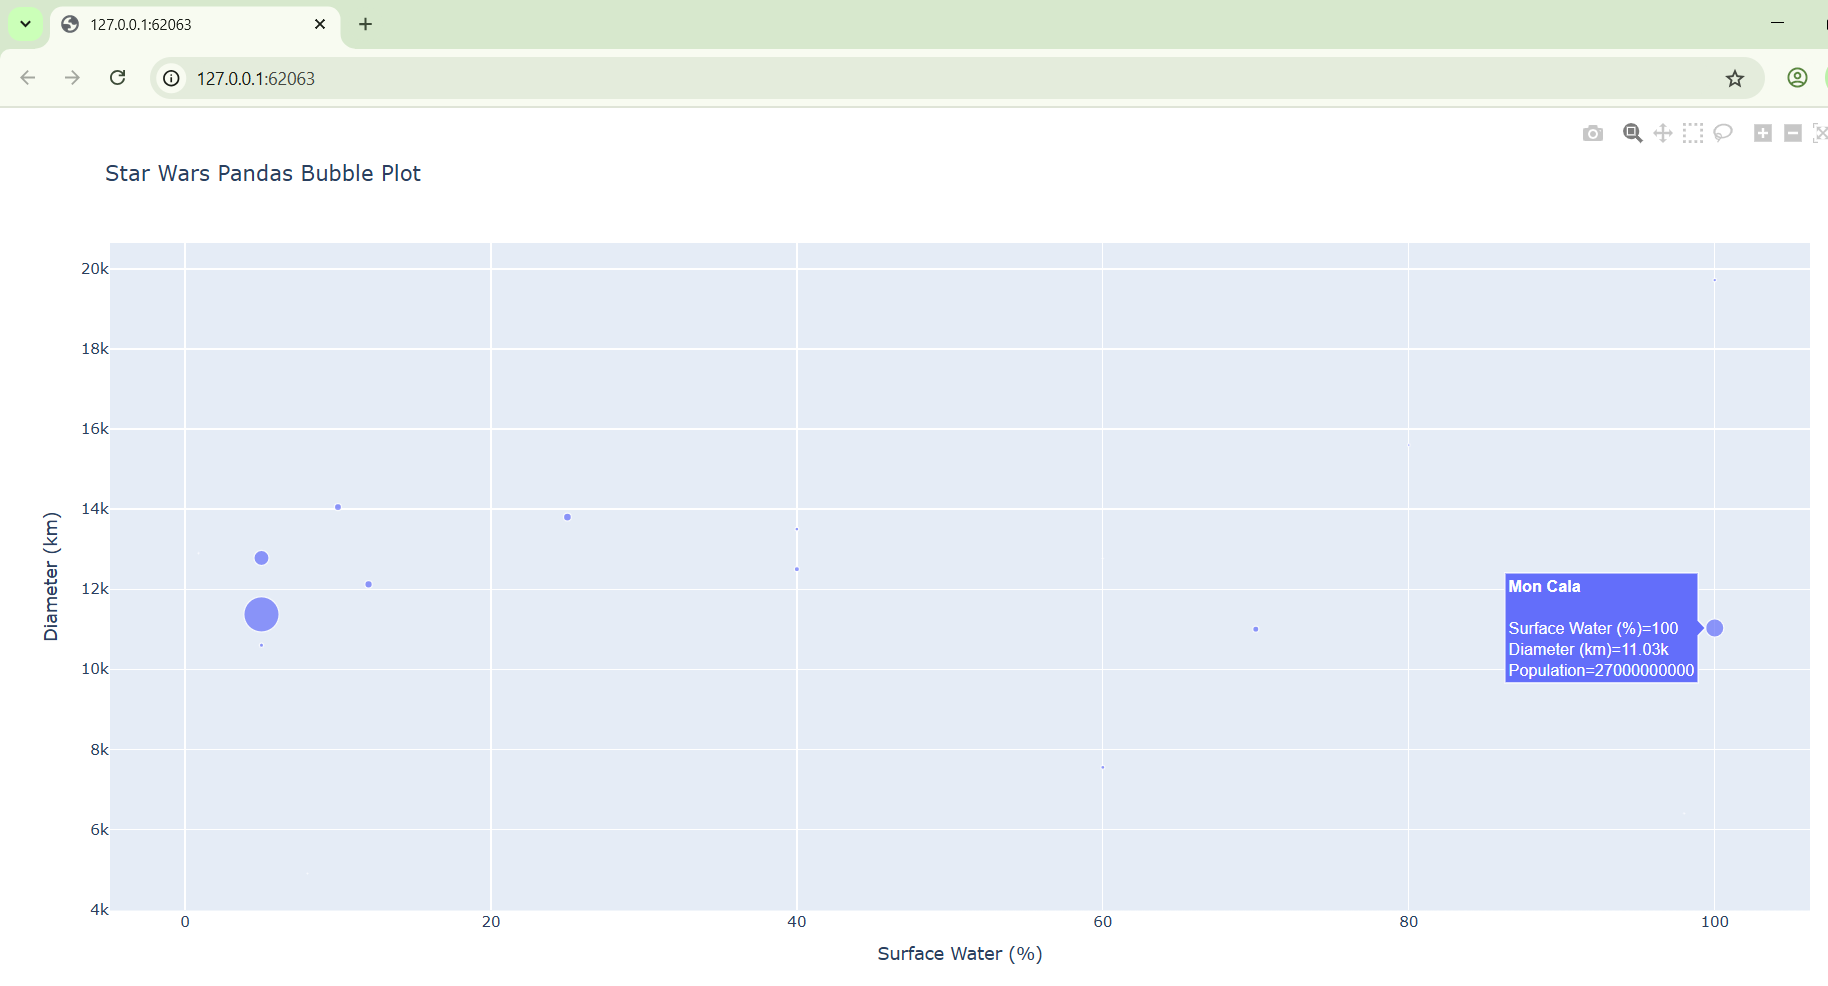 127.0.0.1:62063
127.0.0.1:62063
Star Wars Pandas Bubble Plot
20k
18k
16k
14k
12k
10k
8k
6k
4k
Diameter (km)
Mon Cala
Surface Water (%)=100
Diameter (km)=11.03k
Population=27000000000
0 20 40 60 80 100
Surface Water (%)